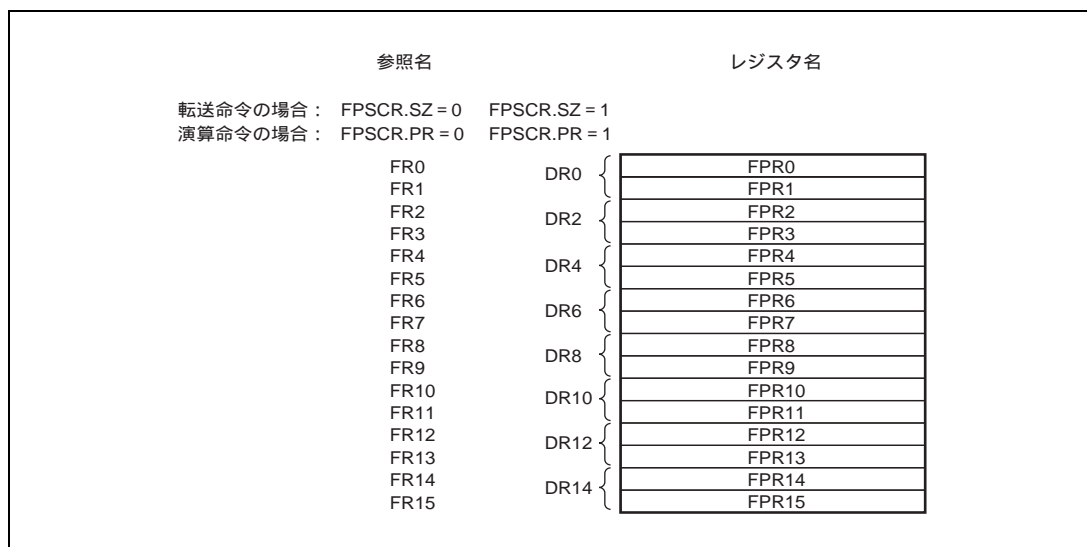 参照名 レジスタ名
転送命令の場合： FPSCR.SZ = 0 FPSCR.SZ = 1
演算命令の場合： FPSCR.PR = 0 FPSCR.PR = 1
FR0 DR0 FPR0
FR1 FPR1
FR2 DR2 FPR2
FR3 FPR3
FR4 DR4 FPR4
FR5 FPR5
FR6 DR6 FPR6
FR7 FPR7
FR8 DR8 FPR8
FR9 FPR9
FR10 DR10 FPR10
FR11 FPR11
FR12 DR12 FPR12
FR13 FPR13
FR14 DR14 FPR14
FR15 FPR15